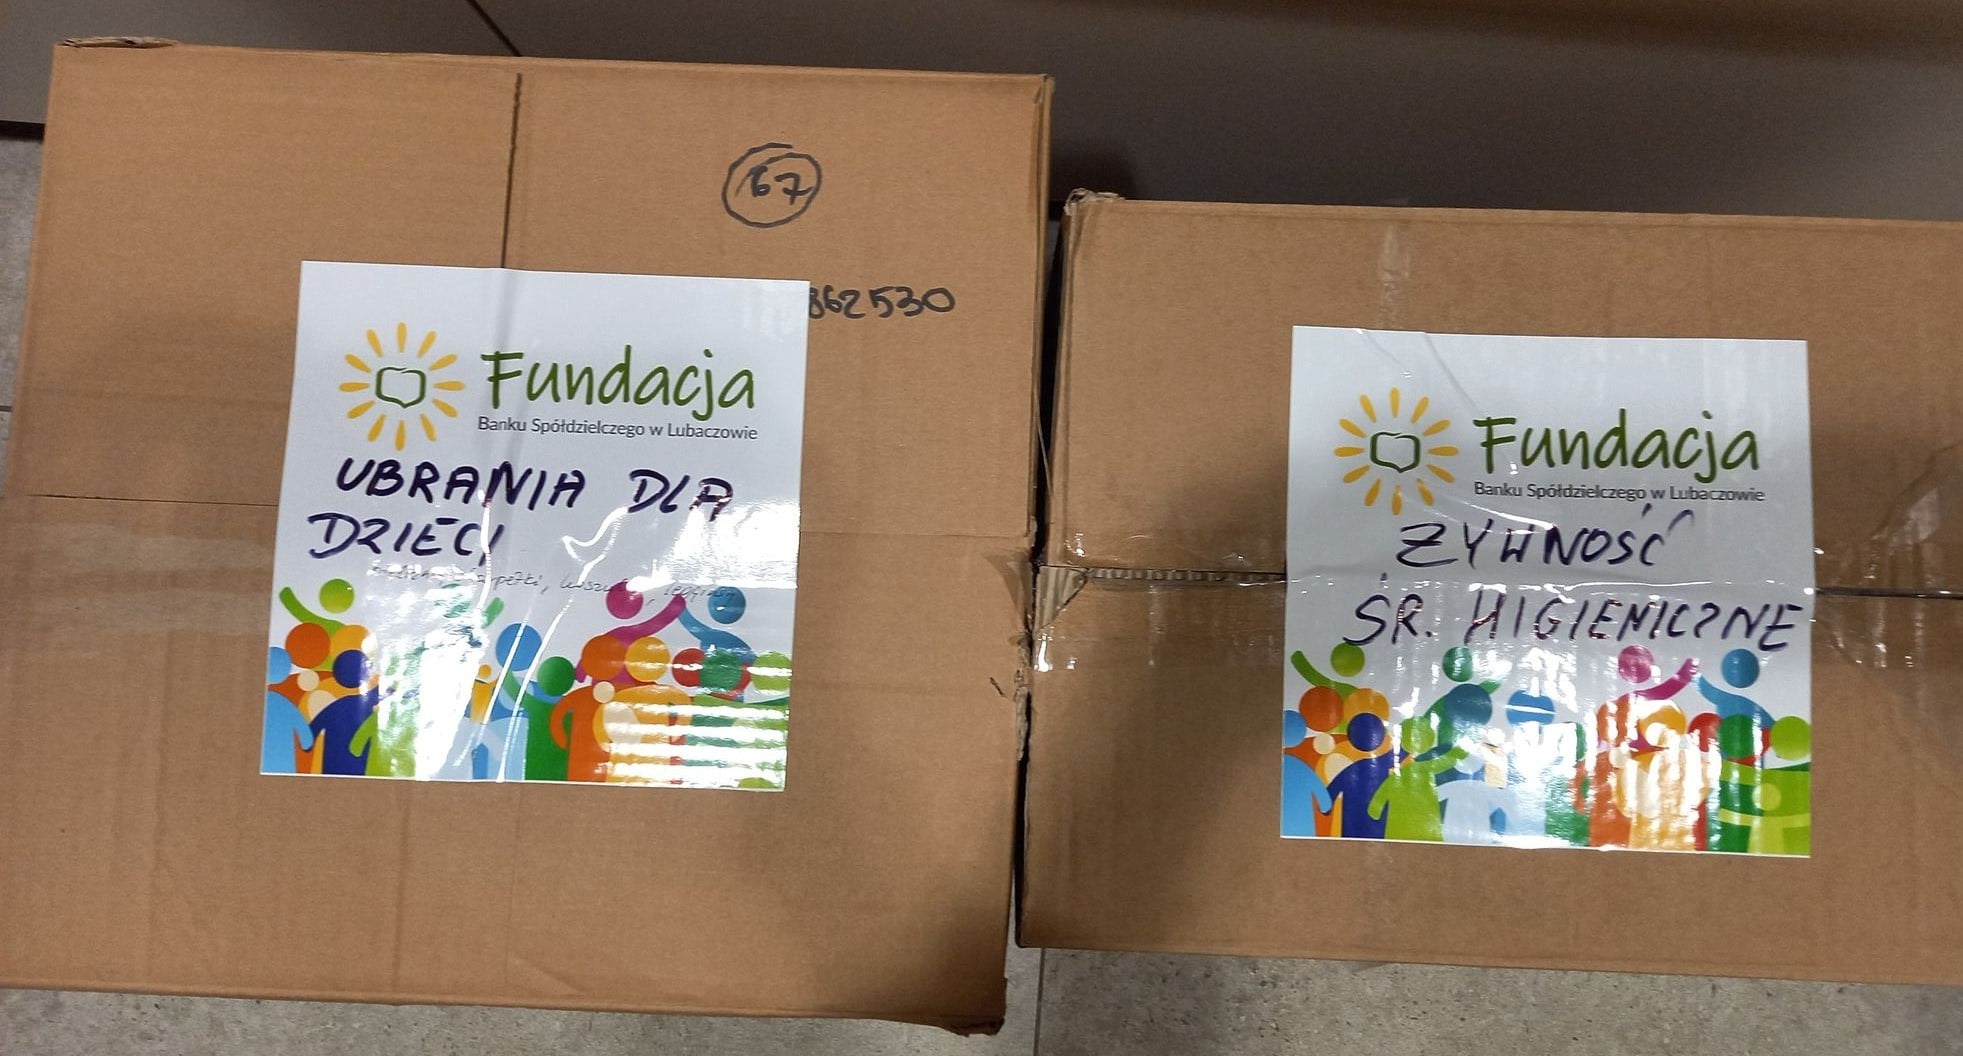 67
862530
Fundacja
Banku Spółdzielczego w Lubaczowie
UBRANIA DLA
DZIECI
Fundacja
Banku Spółdzielczego w Lubaczowie
ŻYWNOŚĆ
ŚR. HIGIENICZNE